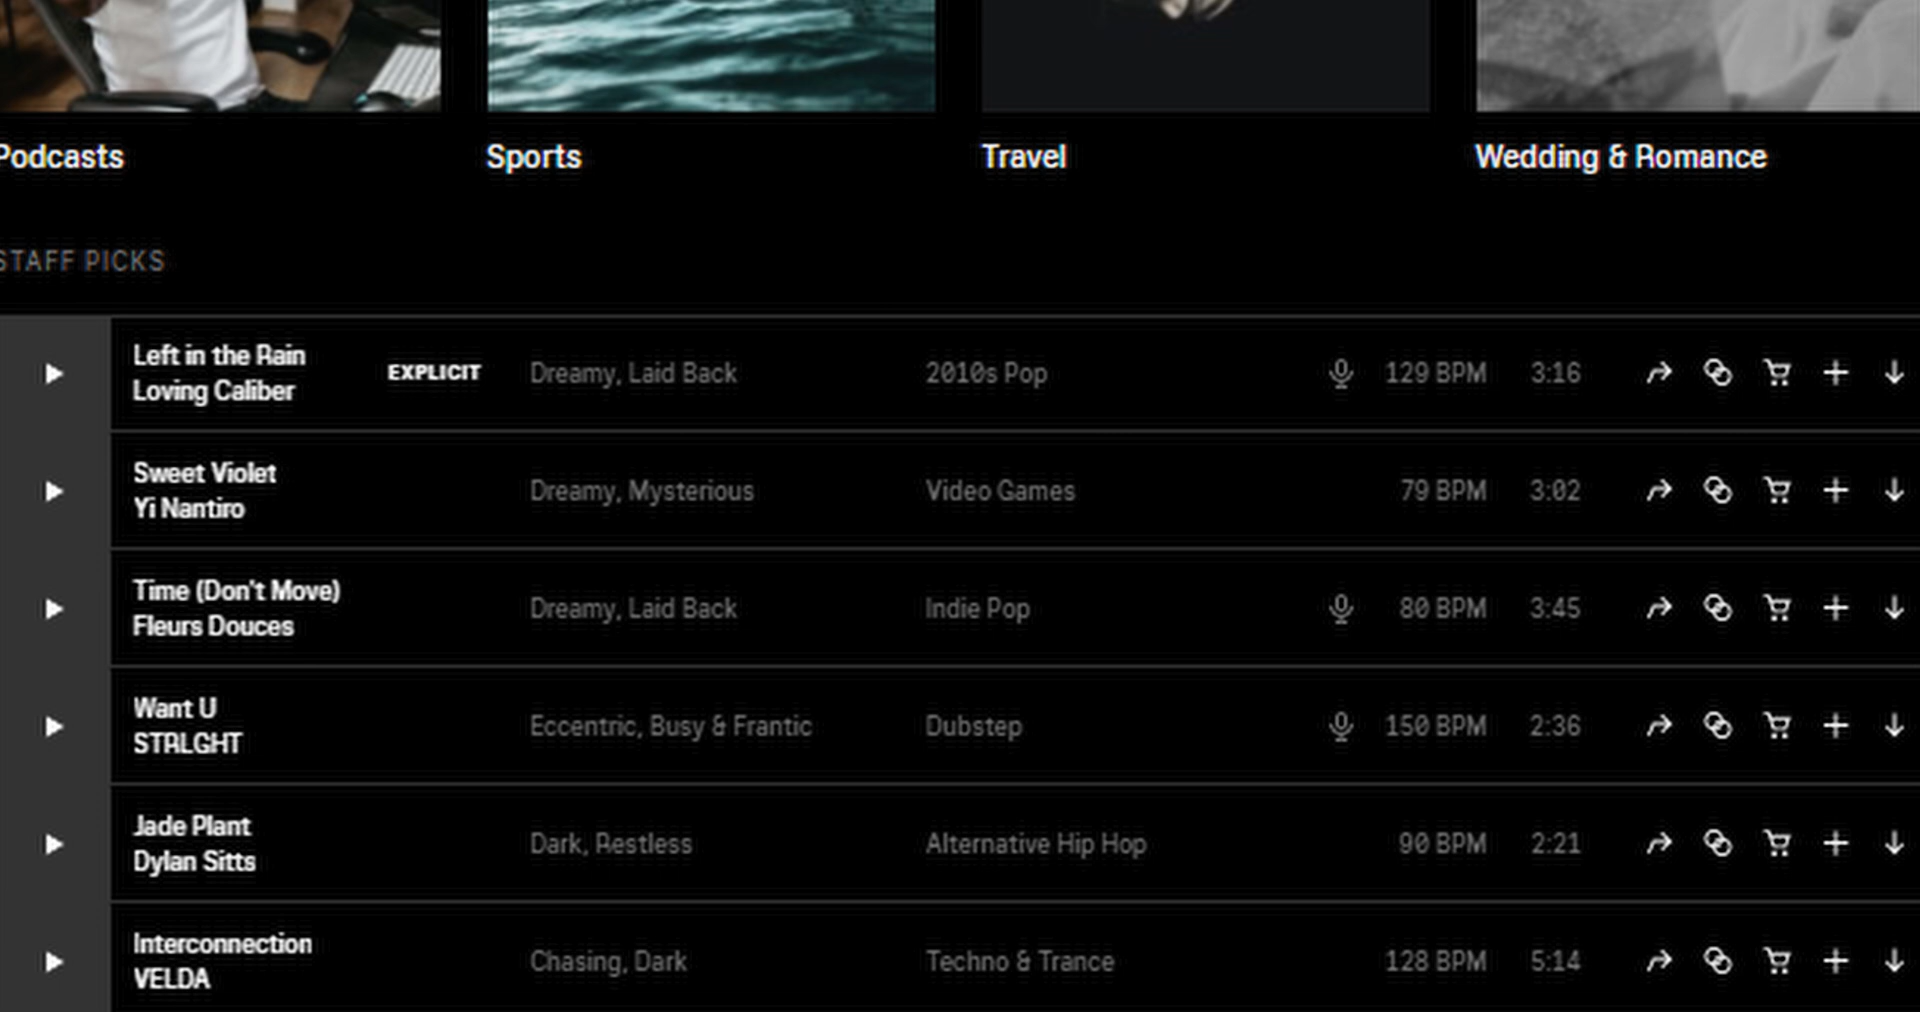 Podcasts
Sports
Travel
Wedding & Romance
STAFF PICKS
Left in the Rain
Loving Caliber
EXPLICIT
Dreamy, Laid Back
2010s Pop
129 BPM
3:16
Sweet Violet
Yi Nantiro
Dreamy, Mysterious
Video Games
79 BPM
3:02
Time (Don't Move)
Fleurs Douces
Dreamy, Laid Back
Indie Pop
80 BPM
3:45
Want U
STRLGHT
Eccentric, Busy & Frantic
Dubstep
150 BPM
2:36
Jade Plant
Dylan Sitts
Dark, Restless
Alternative Hip Hop
90 BPM
2:21
Interconnection
VELDA
Chasing, Dark
Techno & Trance
128 BPM
5:14